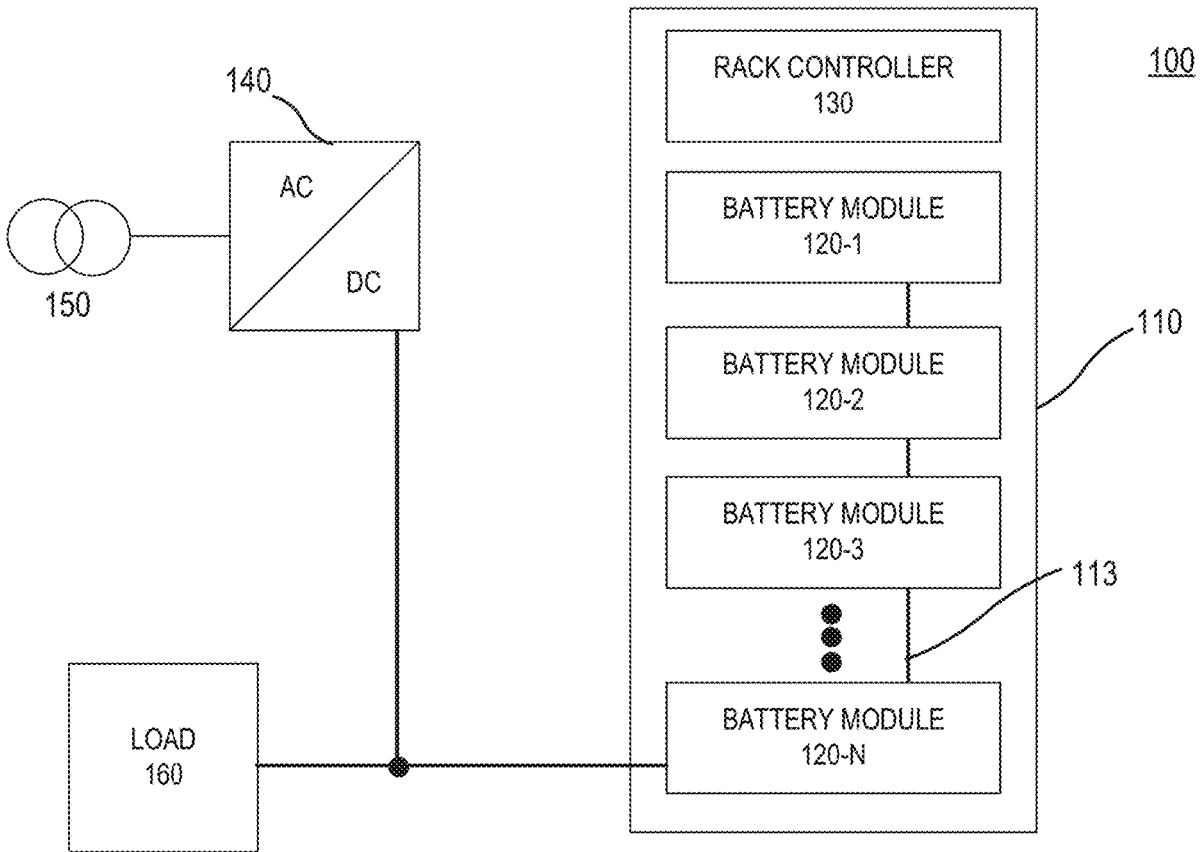 100
RACK CONTROLLER
130
140
AC
DC
150
BATTERY MODULE
120-1
110
BATTERY MODULE
120-2
BATTERY MODULE
120-3
113
BATTERY MODULE
120-N
LOAD
160